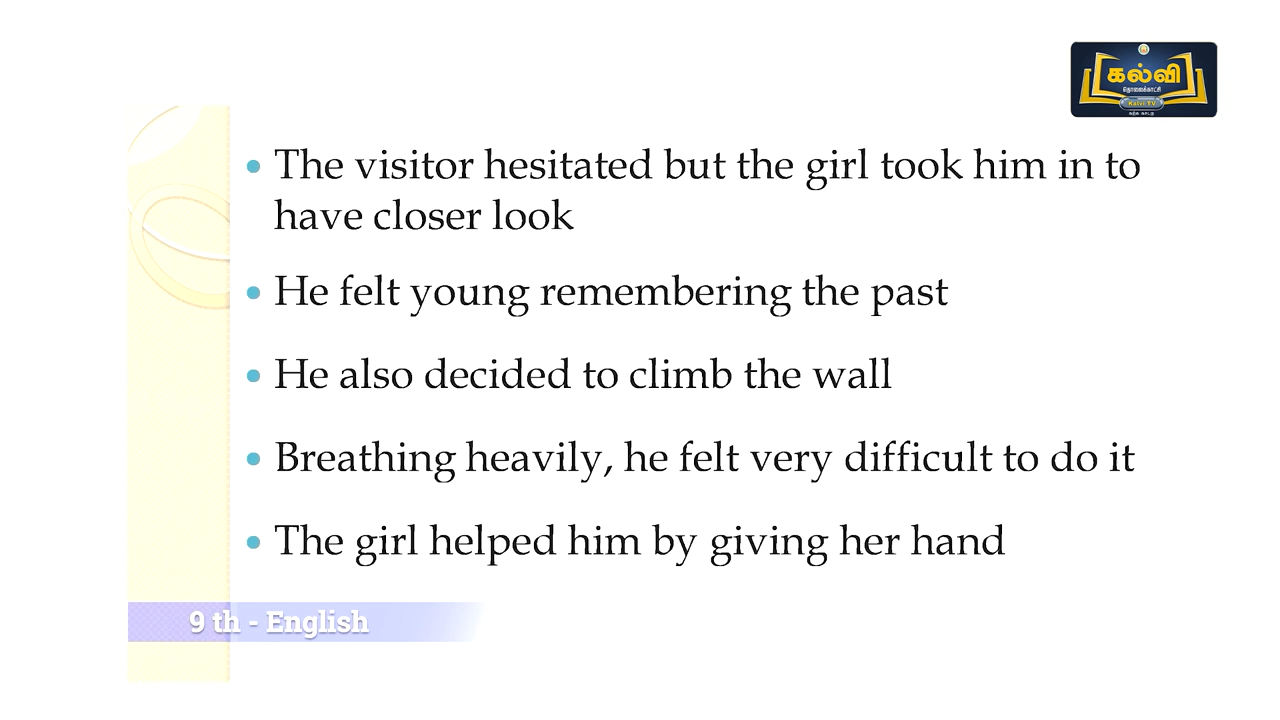 கல்வி
தொலைக்காட்சி
Kalvi TV
கற்க கசடற
• The visitor hesitated but the girl took him in to
have closer look
• He felt young remembering the past
• He also decided to climb the wall
• Breathing heavily, he felt very difficult to do it
• The girl helped him by giving her hand
9 th - English